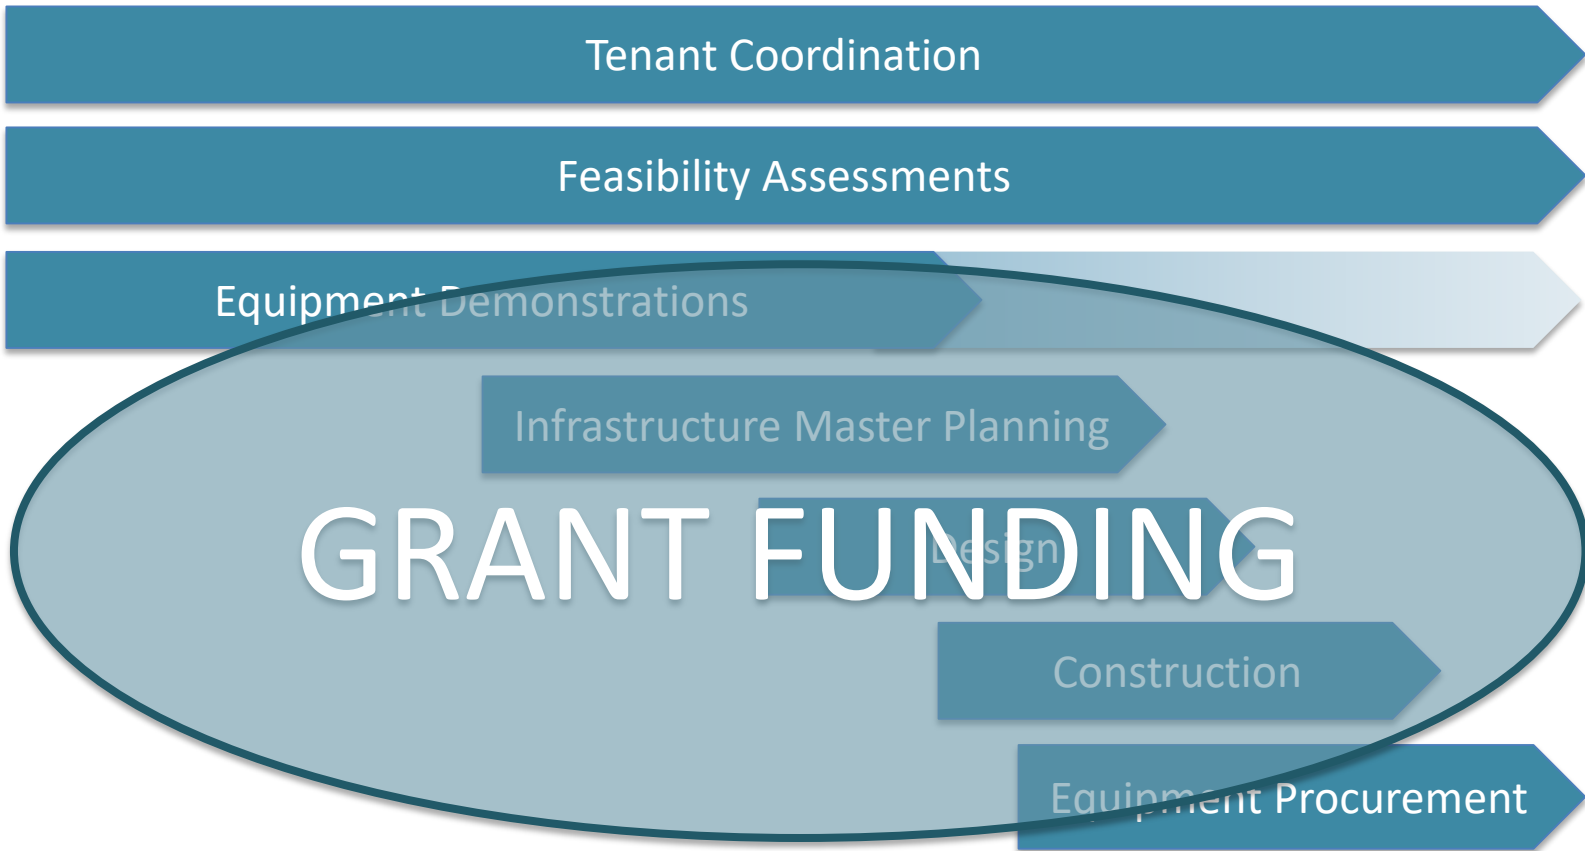 Tenant Coordination
Feasibility Assessments
Equipment Demonstrations
Infrastructure Master Planning
GRANT FUNDING
Design
Construction
Equipment Procurement